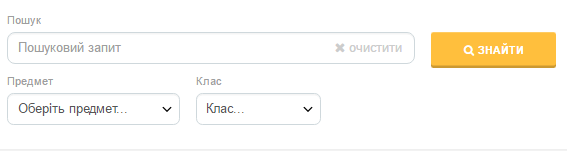 Пошук
Пошуковий запит
✖ ОЧИСТИТИ
ЗНАЙТИ
Предмет
Клас
Оберіть предмет...
Клас...